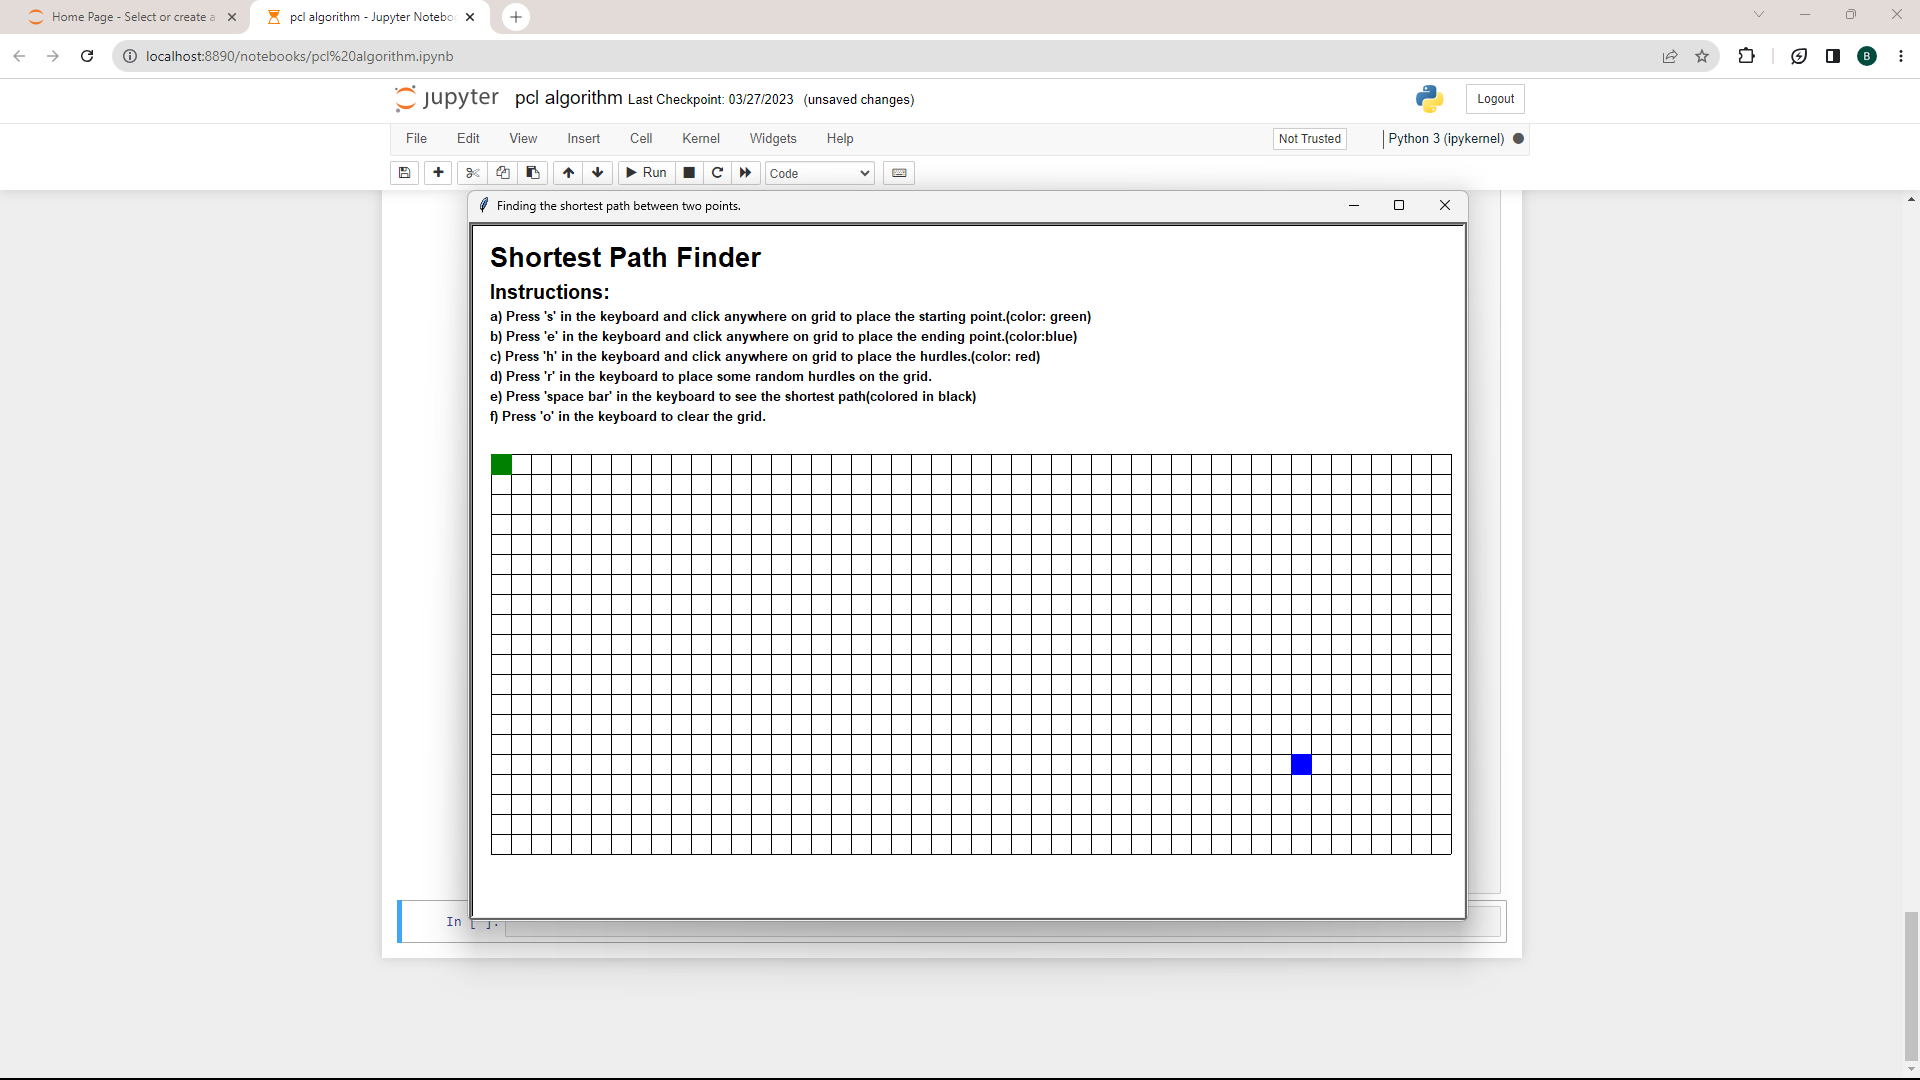 Home Page - Select or create a
pcl algorithm - Jupyter Notebo
localhost:8890/notebooks/pcl%20algorithm.ipynb
B
jupyter pcl algorithm Last Checkpoint: 03/27/2023 (unsaved changes) Logout
File Edit View Insert Cell Kernel Widgets Help Not Trusted Python 3 (ipykernel)
Run Code
Finding the shortest path between two points.
Shortest Path Finder
Instructions:
a) Press 's' in the keyboard and click anywhere on grid to place the starting point.(color: green)
b) Press 'e' in the keyboard and click anywhere on grid to place the ending point.(color:blue)
c) Press 'h' in the keyboard and click anywhere on grid to place the hurdles.(color: red)
d) Press 'r' in the keyboard to place some random hurdles on the grid.
e) Press 'space bar' in the keyboard to see the shortest path(colored in black)
f) Press 'o' in the keyboard to clear the grid.
In [ ]: